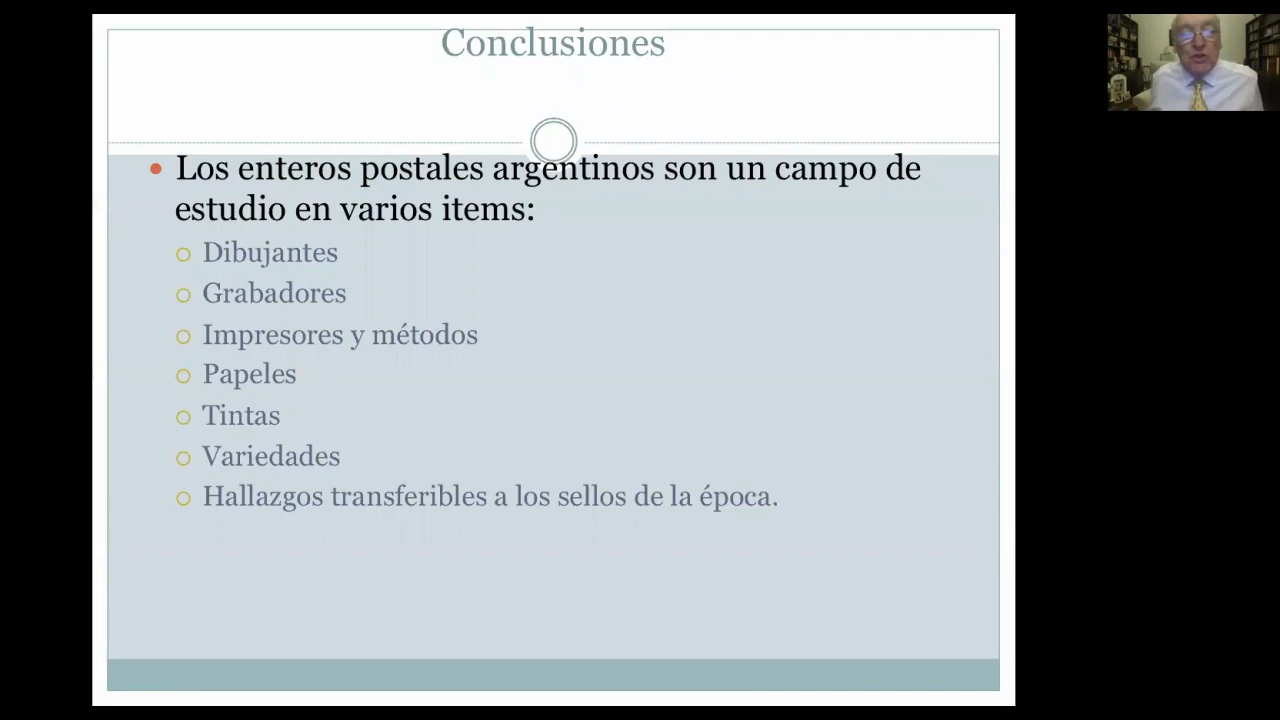 Conclusiones
Los enteros postales argentinos son un campo de
estudio en varios items:
Dibujantes
Grabadores
Impresores y métodos
Papeles
Tintas
Variedades
Hallazgos transferibles a los sellos de la época.